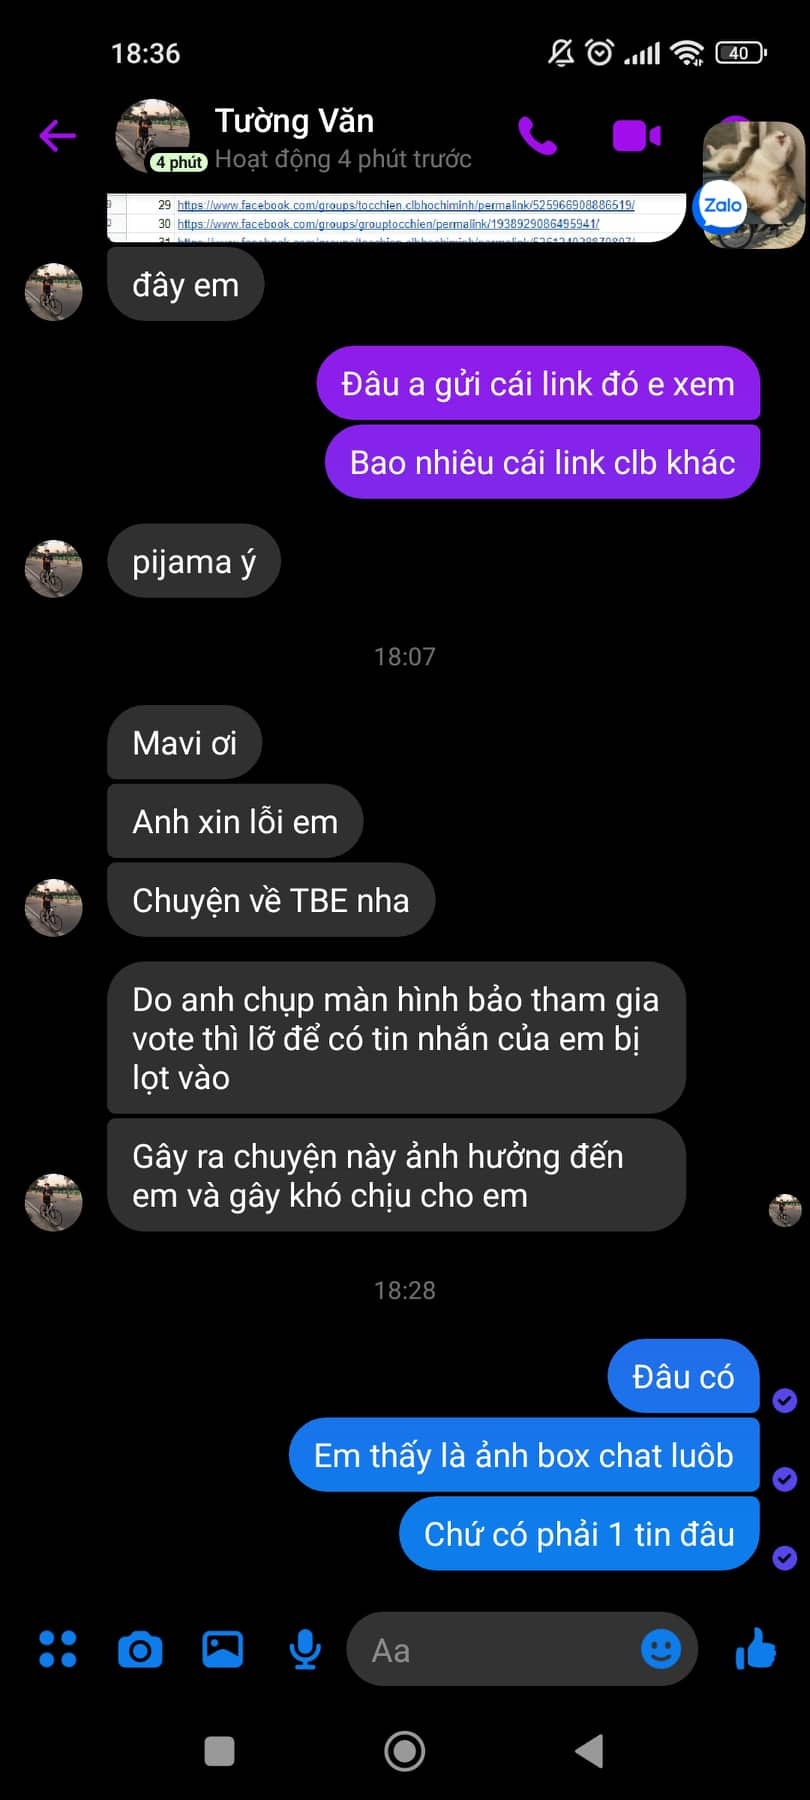 18:36
40
Tường Văn
4 phút
Hoạt động 4 phút trước
Zalo
29 https://www.facebook.com/groups/tocchien.clbhochiminh/permalink/525966908886519/
30 https://www.facebook.com/groups/grouptocchien/permalink/1938929086495941/
đây em
Đâu a gửi cái link đó e xem
Bao nhiêu cái link clb khác
pijama ý
18:07
Mavi ơi
Anh xin lỗi em
Chuyện về TBE nha
Do anh chụp màn hình bảo tham gia
vote thì lỡ để có tin nhắn của em bị
lọt vào
Gây ra chuyện này ảnh hưởng đến
em và gây khó chịu cho em
18:28
Đâu có
Em thấy là ảnh box chat luôb
Chứ có phải 1 tin đâu
Aa